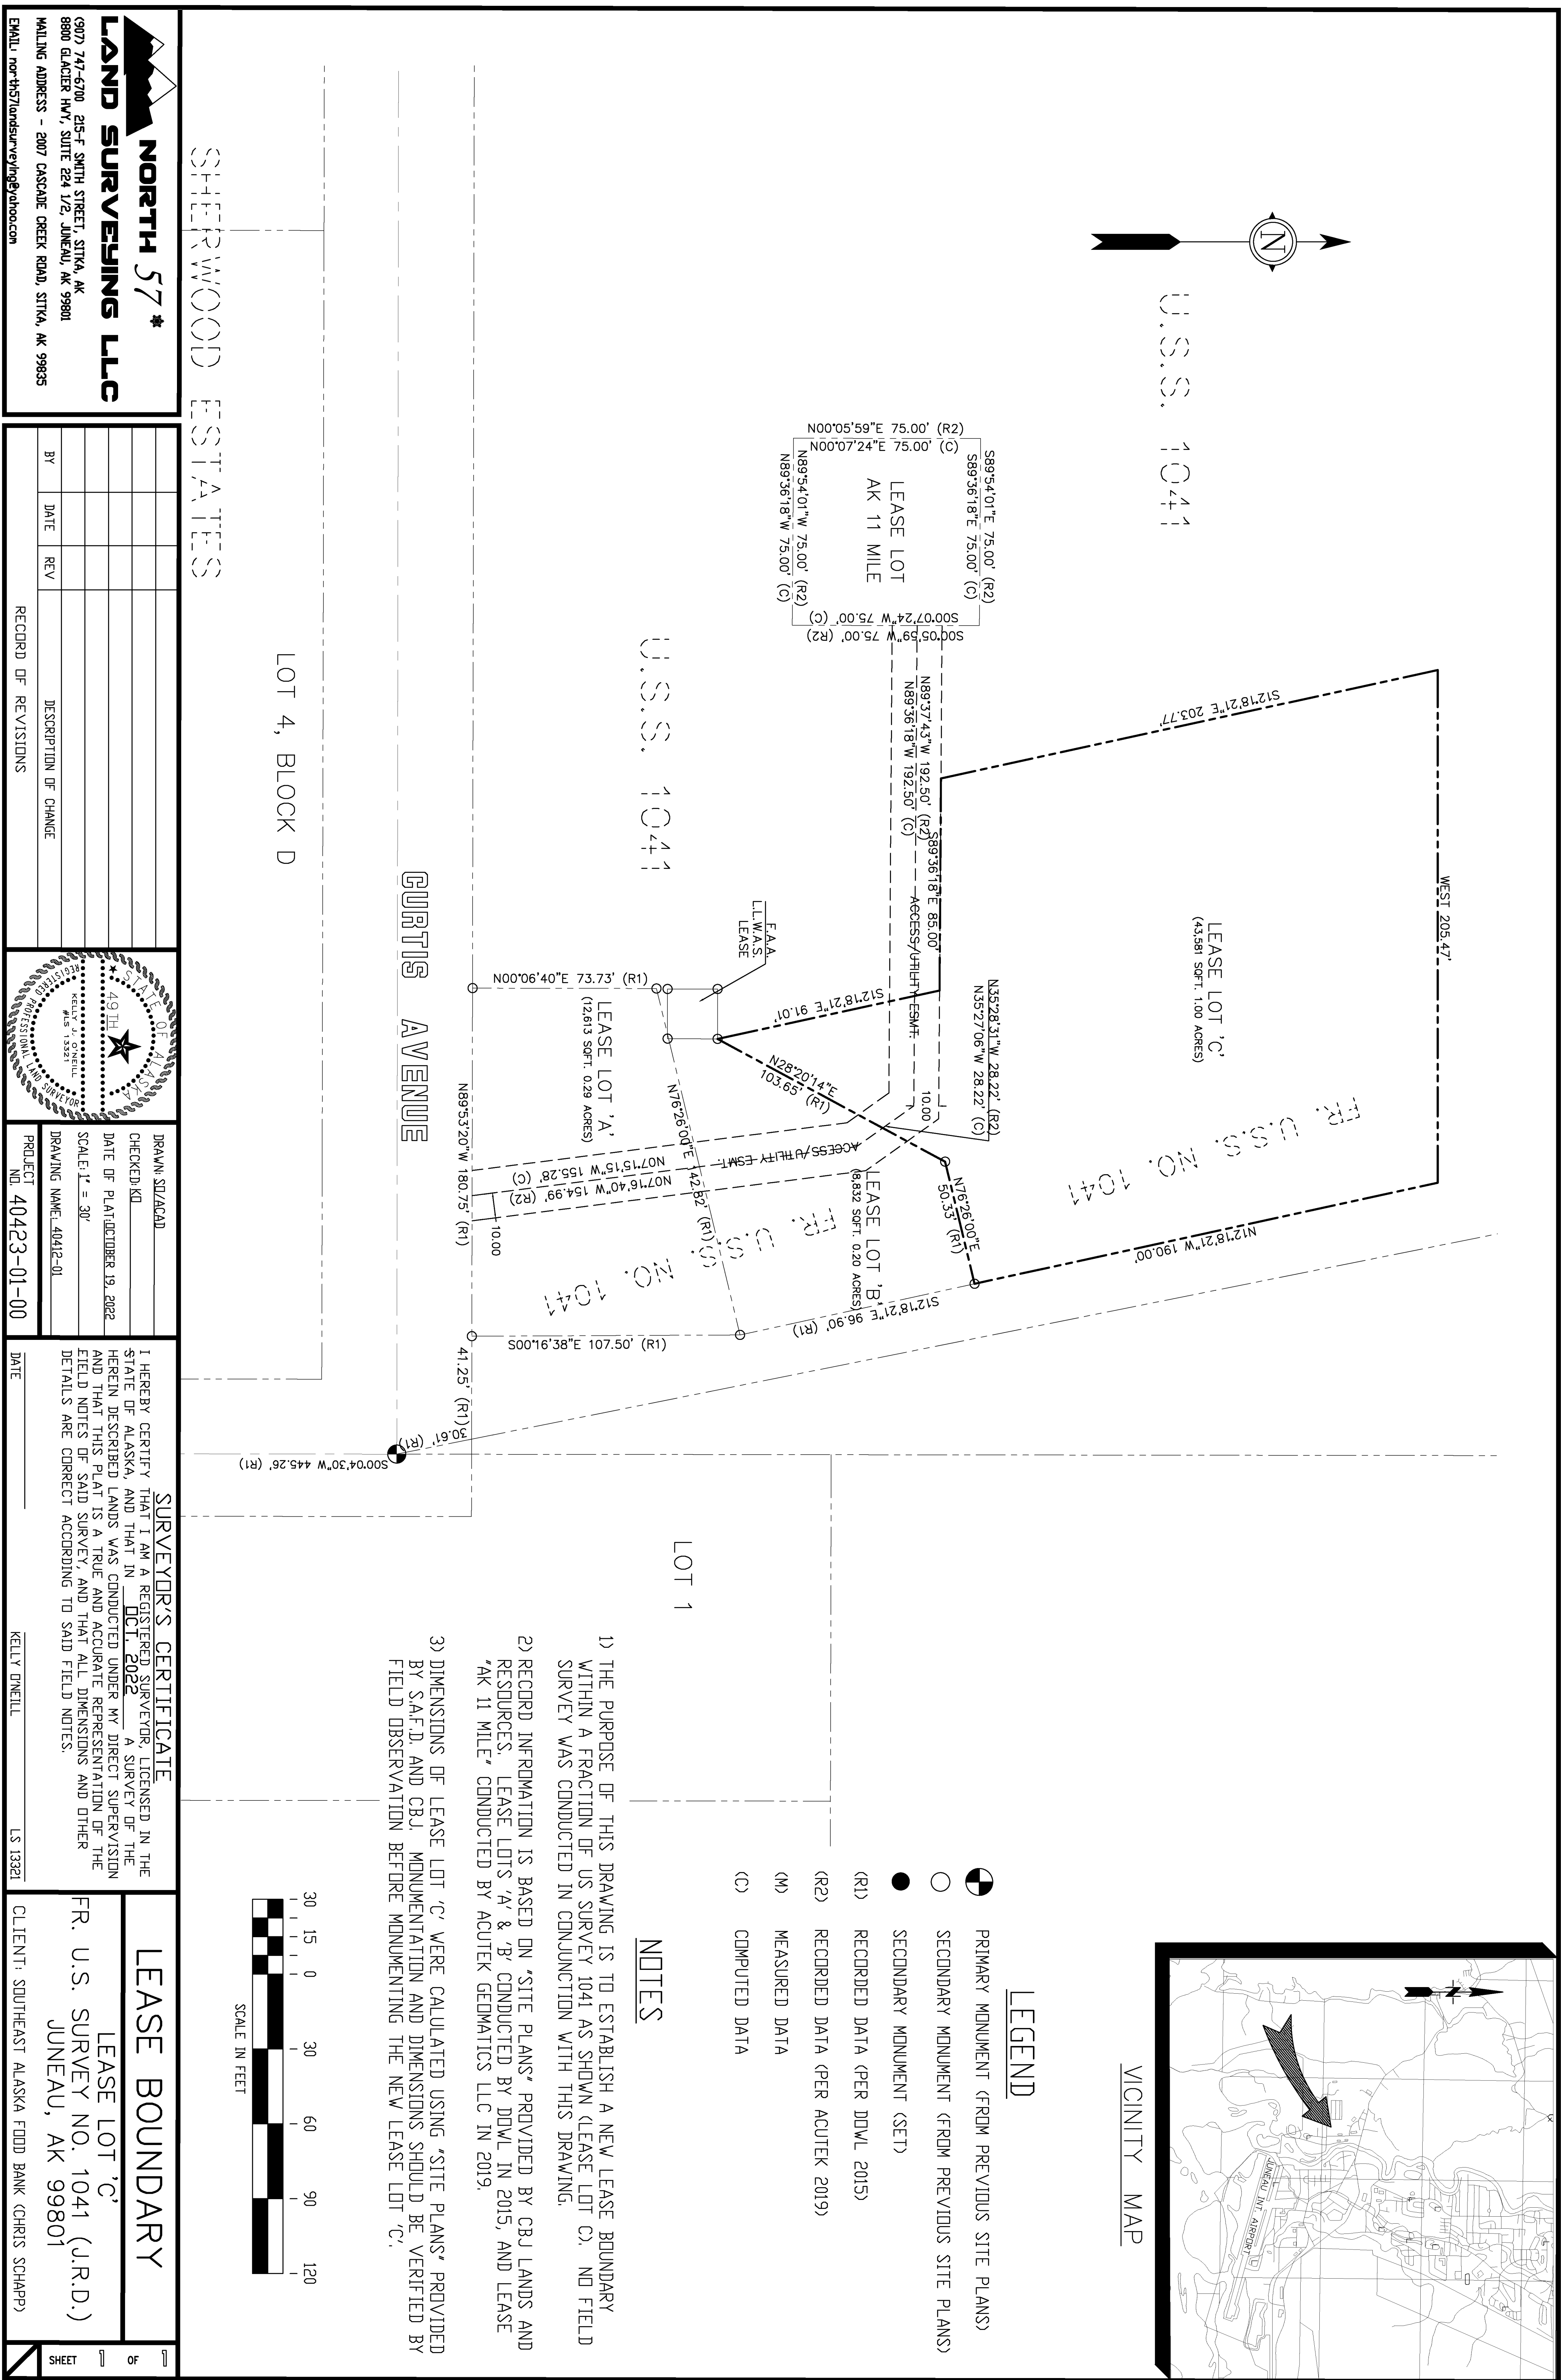 N
U.S.S. 1041
N00°05'59"E 75.00' (R2)
N00°07'24"E 75.00' (C)
S89°54'01"E 75.00' (R2)
S89°36'18"E 75.00' (C)
LEASE LOT
AK 11 MILE
N89°54'01"W 75.00' (R2)
N89°36'18"W 75.00' (C)
S00°07'24"W 75.00' (C)
S00°05'59"W 75.00' (R2)
N89°37'43"W 192.50' (R2)
N89°36'18"W 192.50' (C)
S12°18'21"E 203.77'
WEST 205.47'
LEASE LOT 'C'
(43,581 SQFT. 1.00 ACRES)
S89°36'18"E 85.00'
ACCESS/UTILITY ESMT.
S12°18'21"E 91.01'
N35°28'31"W 28.22' (R2)
N35°27'06"W 28.22' (C)
10.00
N28°20'14"E
103.65' (R1)
FR. U.S.S. NO. 1041
N76°26'00"E
50.33' (R1)
N12°18'21"W 190.00'
F.A.A.
L.L.W.A.S.
LEASE
U.S.S. 1041
N00°06'40"E 73.73' (R1)
LEASE LOT 'A'
(12,613 SQFT. 0.29 ACRES)
N76°26'00"E 142.82' (R1)
ACCESS/UTILITY ESMT.
N07°15'15"W 155.28' (C)
N07°16'40"W 154.99' (R2)
10.00
LEASE LOT 'B'
(8,832 SQFT. 0.20 ACRES)
FR. U.S.S. NO. 1041
S12°18'21"E 96.90' (R1)
N89°53'20"W 180.75' (R1)
S00°16'38"E 107.50' (R1)
41.25' (R1)
30.61' (R1)
S00°04'30"W 445.26' (R1)
CURTIS AVENUE
LOT 4, BLOCK D
SHERWOOD ESTATES
LOT 1
VICINITY MAP
JUNEAU INT. AIRPORT
LEGEND
PRIMARY MONUMENT (FROM PREVIOUS SITE PLANS)
SECONDARY MONUMENT (FROM PREVIOUS SITE PLANS)
SECONDARY MONUMENT (SET)
(R1) RECORDED DATA (PER DOWL 2015)
(R2) RECORDED DATA (PER ACUTEK 2019)
(M) MEASURED DATA
(C) COMPUTED DATA
NOTES
1) THE PURPOSE OF THIS DRAWING IS TO ESTABLISH A NEW LEASE BOUNDARY
WITHIN A FRACTION OF US SURVEY 1041 AS SHOWN (LEASE LOT C). NO FIELD
SURVEY WAS CONDUCTED IN CONJUNCTION WITH THIS DRAWING.
2) RECORD INFROMATION IS BASED ON "SITE PLANS" PROVIDED BY CBJ LANDS AND
RESOURCES. LEASE LOTS 'A' & 'B' CONDUCTED BY DOWL IN 2015, AND LEASE
"AK 11 MILE" CONDUCTED BY ACUTEK GEOMATICS LLC IN 2019.
3) DIMENSIONS OF LEASE LOT 'C' WERE CALULATED USING "SITE PLANS" PROVIDED
BY S.A.F.D. AND CBJ. MONUMENTATION AND DIMENSIONS SHOULD BE VERIFIED BY
FIELD OBSERVATION BEFORE MONUMENTING THE NEW LEASE LOT 'C'.
30 15 0 30 60 90 120
SCALE IN FEET
NORTH 57°
LAND SURVEYING LLC
(907) 747-6700 215-F SMITH STREET, SITKA, AK
8800 GLACIER HWY, SUITE 224 1/2, JUNEAU, AK 99801
MAILING ADDRESS - 2007 CASCADE CREEK ROAD, SITKA, AK 99835
EMAIL: north57landsurveying@yahoo.com
BY DATE REV DESCRIPTION OF CHANGE
RECORD OF REVISIONS
STATE OF ALASKA
49TH
KELLY J. O'NEILL
#LS 13321
REGISTERED PROFESSIONAL LAND SURVEYOR
DRAWN: SO/ACAD
CHECKED: KO
DATE OF PLAT: OCTOBER 19, 2022
SCALE: 1" = 30'
DRAWING NAME: 40412-01
PROJECT NO. 40423-01-00
SURVEYOR'S CERTIFICATE
I HEREBY CERTIFY THAT I AM A REGISTERED SURVEYOR, LICENSED IN THE
STATE OF ALASKA, AND THAT IN OCT. 2022 A SURVEY OF THE
HEREIN DESCRIBED LANDS WAS CONDUCTED UNDER MY DIRECT SUPERVISION
AND THAT THIS PLAT IS A TRUE AND ACCURATE REPRESENTATION OF THE
FIELD NOTES OF SAID SURVEY, AND THAT ALL DIMENSIONS AND OTHER
DETAILS ARE CORRECT ACCORDING TO SAID FIELD NOTES.
DATE KELLY O'NEILL LS 13321
LEASE BOUNDARY
LEASE LOT 'C'
FR. U.S. SURVEY NO. 1041 (J.R.D.)
JUNEAU, AK 99801
CLIENT: SOUTHEAST ALASKA FOOD BANK (CHRIS SCHAPP)
SHEET 1 OF 1